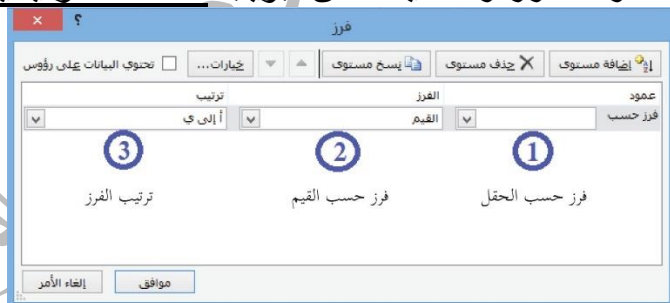 فرز
إضافة مستوى حذف مستوى نسخ مستوى خيارات... تحتوي البيانات على رؤوس
عمود الفرز ترتيب
فرز حسب القيم أ إلى ي
1 2 3
فرز حسب الحقل فرز حسب القيم ترتيب الفرز
موافق إلغاء الأمر